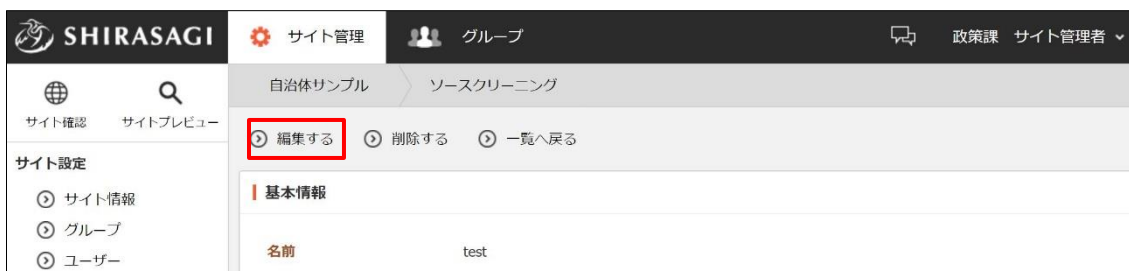 SHIRASAGI サイト管理 グループ 政策課 サイト管理者
自治体サンプル ソースクリーニング
サイト確認 サイトプレビュー
編集する 削除する 一覧へ戻る
サイト設定
基本情報
サイト情報
グループ
名前 test
ユーザー